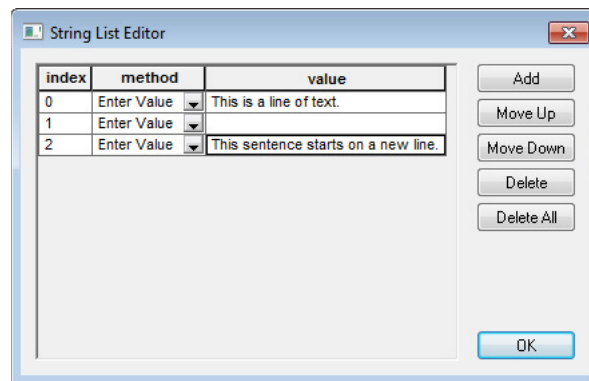 String List Editor
index method value
0 Enter Value This is a line of text.
1 Enter Value
2 Enter Value This sentence starts on a new line.
Add
Move Up
Move Down
Delete
Delete All
OK